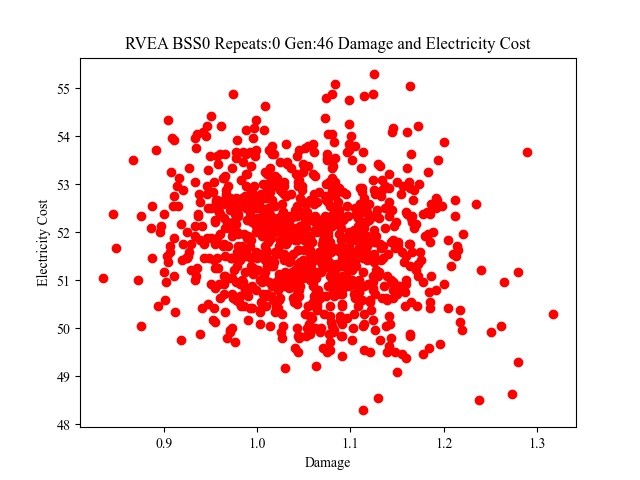 RVEA BSS0 Repeats:0 Gen:46 Damage and Electricity Cost
55
54
53
52
51
50
49
48
Electricity Cost
0.9 1.0 1.1 1.2 1.3
Damage